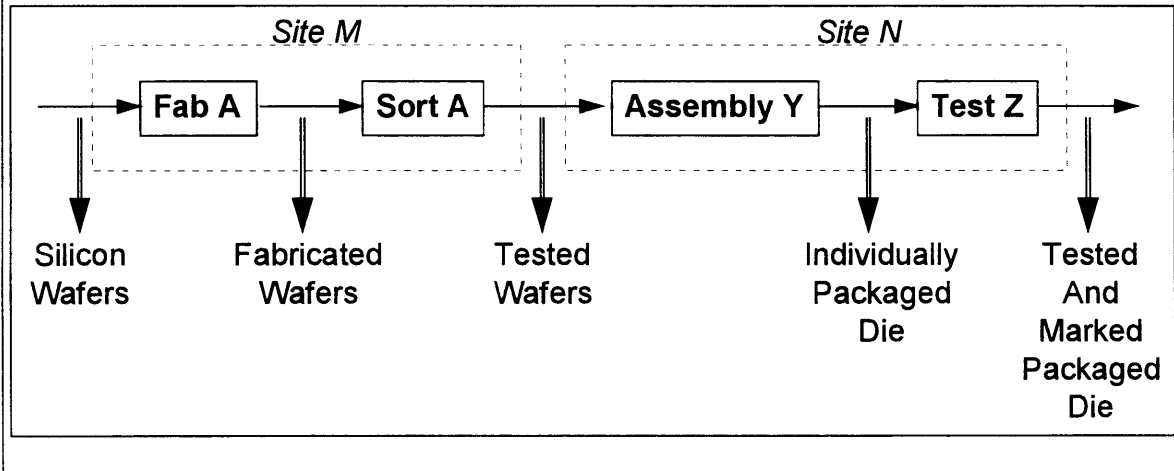 Site M
Site N
Fab A
Sort A
Assembly Y
Test Z
Silicon
Wafers
Fabricated
Wafers
Tested
Wafers
Individually
Packaged
Die
Tested
And
Marked
Packaged
Die